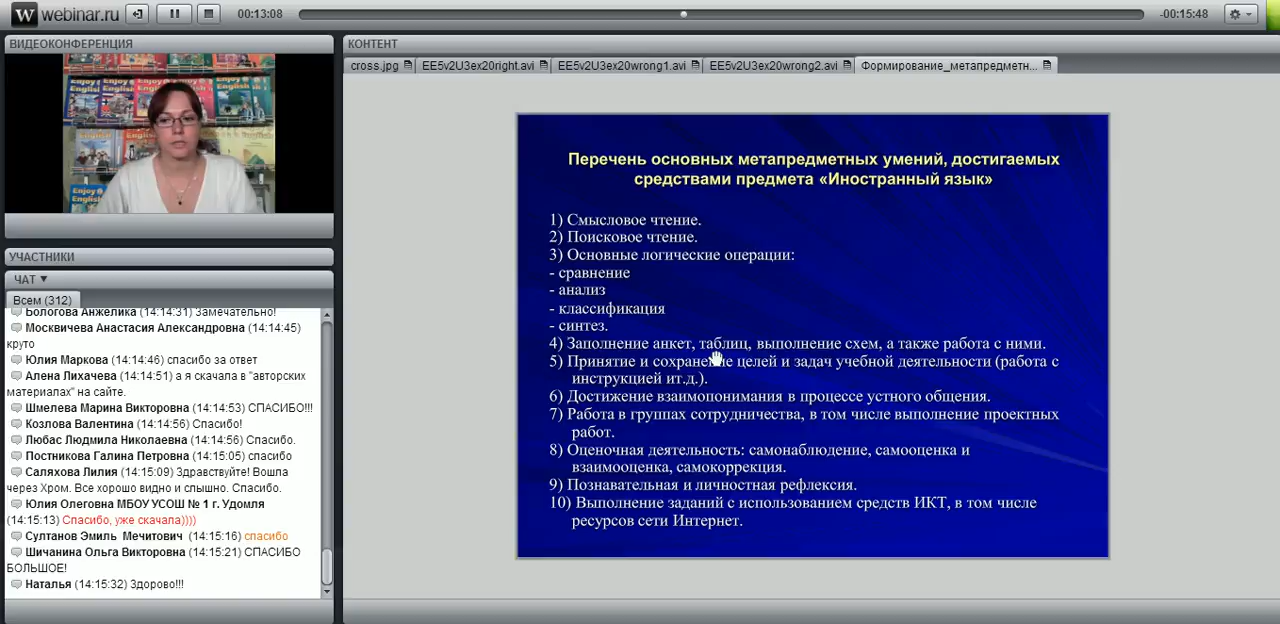 W webinar.ru
00:13:08
-00:15:48
ВИДЕОКОНФЕРЕНЦИЯ
English
Enjoy English
УЧАСТНИКИ
ЧАТ ▼
Всем (312)
Бологова Анжелика (14:14:31) Замечательно!
Москвичева Анастасия Александровна (14:14:45)
круто
Юлия Маркова (14:14:46) спасибо за ответ
Алена Лихачева (14:14:51) а я скачала в "авторских
материалах" на сайте.
Шмелева Марина Викторовна (14:14:53) СПАСИБО!!!
Козлова Валентина (14:14:56) Спасибо!
Любас Людмила Николаевна (14:14:56) Спасибо.
Постникова Галина Петровна (14:15:05) спасибо
Саляхова Лилия (14:15:09) Здравствуйте! Вошла
через Хром. Все хорошо видно и слышно. Спасибо.
Юлия Олеговна МБОУ УСОШ № 1 г. Удомля
(14:15:13) Спасибо, уже скачала))))
Султанов Эмиль Мечитович (14:15:16) спасибо
Шичанина Ольга Викторовна (14:15:21) СПАСИБО
БОЛЬШОЕ!
Наталья (14:15:32) Здорово!!!
КОНТЕНТ
cross.jpg EE5v2U3ex20right.avi EE5v2U3ex20wrong1.avi EE5v2U3ex20wrong2.avi Формирование_метапредметн...
Перечень основных метапредметных умений, достигаемых
средствами предмета «Иностранный язык»
1) Смысловое чтение.
2) Поисковое чтение.
3) Основные логические операции:
- сравнение
- анализ
- классификация
- синтез.
4) Заполнение анкет, таблиц, выполнение схем, а также работа с ними.
5) Принятие и сохранение целей и задач учебной деятельности (работа с
инструкцией ит.д.).
6) Достижение взаимопонимания в процессе устного общения.
7) Работа в группах сотрудничества, в том числе выполнение проектных
работ.
8) Оценочная деятельность: самонаблюдение, самооценка и
взаимооценка, самокоррекция.
9) Познавательная и личностная рефлексия.
10) Выполнение заданий с использованием средств ИКТ, в том числе
ресурсов сети Интернет.